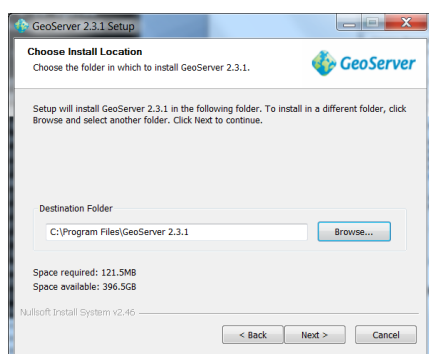 GeoServer 2.3.1 Setup
Choose Install Location
Choose the folder in which to install GeoServer 2.3.1.
GeoServer
Setup will install GeoServer 2.3.1 in the following folder. To install in a different folder, click
Browse and select another folder. Click Next to continue.
Destination Folder
C:\Program Files\GeoServer 2.3.1
Browse...
Space required: 121.5MB
Space available: 396.5GB
Nullsoft Install System v2.46
< Back
Next >
Cancel